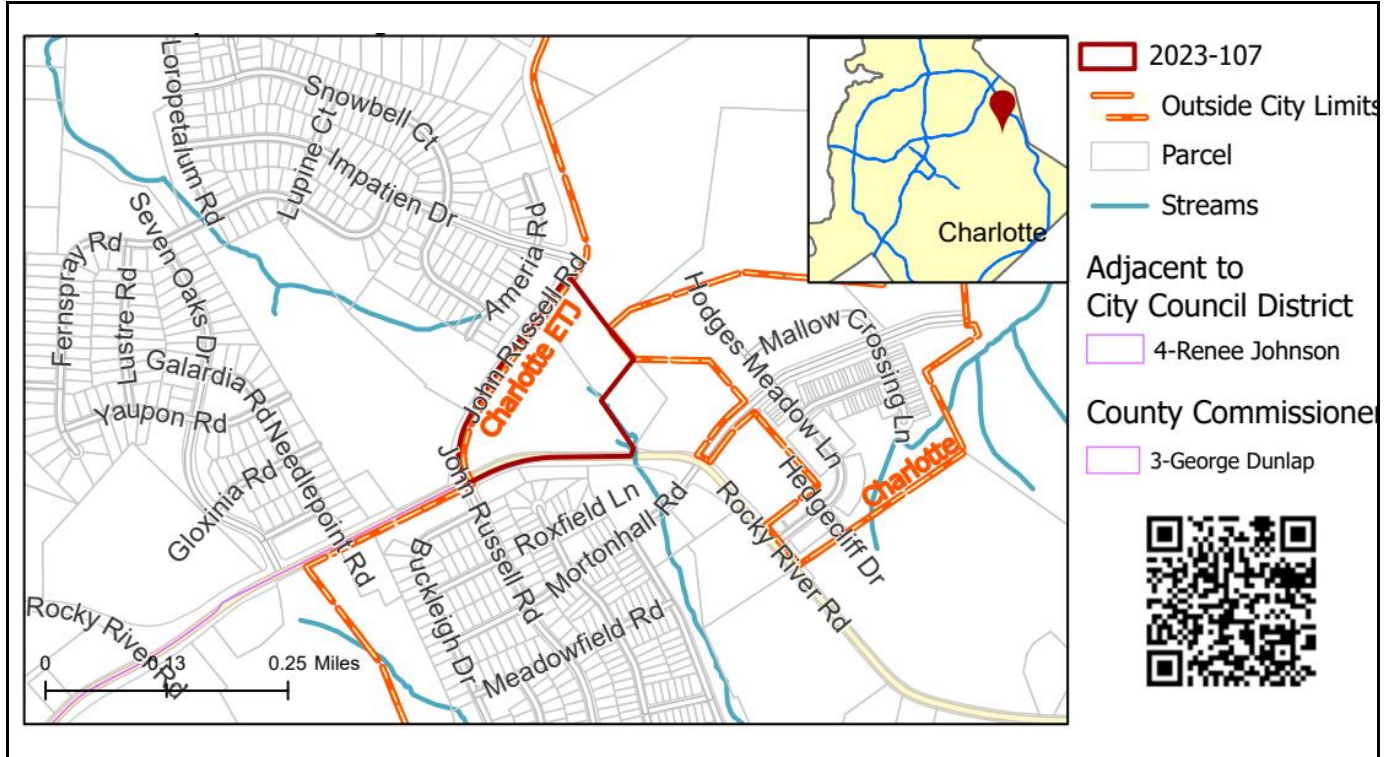 Loropetalum Rd
Snowbell Ct
Lupine Ct
Impatien Dr
Seven Oaks Dr
Fernspray Rd
Lustre Rd
Ameria Rd
John Russell Rd
Charlotte ETJ
Galardia Rd
Yaupon Rd
Needlepoint Rd
Gloxinia Rd
Hodges Meadow Ln
Mallow
Crossing Ln
Charlotte
Hedgecliff Dr
John Russell Rd
Roxfield Ln
Mortonhall Rd
Rocky River Rd
Buckleigh Dr
Meadowfield Rd
Rocky River Rd
0 0.13 0.25 Miles
Charlotte
2023-107
Outside City Limits
Parcel
Streams
Adjacent to
City Council District
4-Renee Johnson
County Commissioner
3-George Dunlap